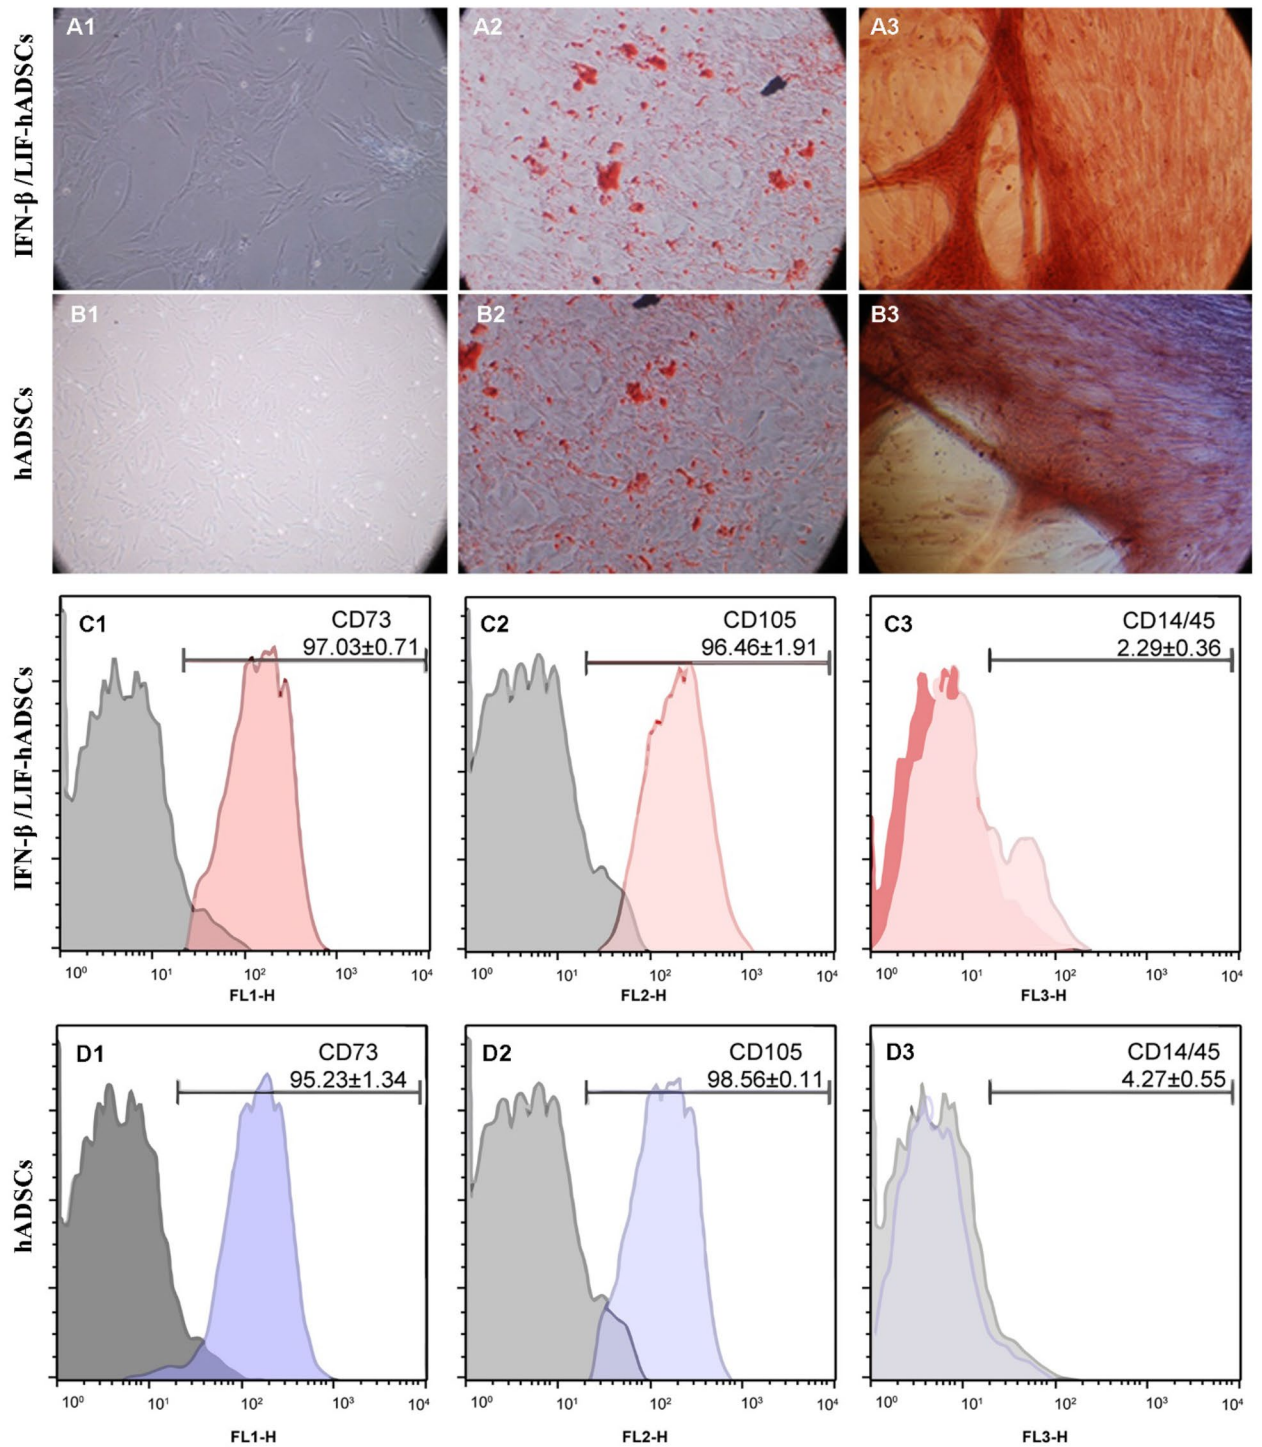 IFN-β /LIF-hADSCs
A1
A2
A3
hADSCs
B1
B2
B3
IFN-β /LIF-hADSCs
C1
CD73
97.03±0.71
10⁰ 10¹ 10² 10³ 10⁴
FL1-H
C2
CD105
96.46±1.91
10⁰ 10¹ 10² 10³ 10⁴
FL2-H
C3
CD14/45
2.29±0.36
10⁰ 10¹ 10² 10³ 10⁴
FL3-H
hADSCs
D1
CD73
95.23±1.34
10⁰ 10¹ 10² 10³ 10⁴
FL1-H
D2
CD105
98.56±0.11
10⁰ 10¹ 10² 10³ 10⁴
FL2-H
D3
CD14/45
4.27±0.55
10⁰ 10¹ 10² 10³ 10⁴
FL3-H